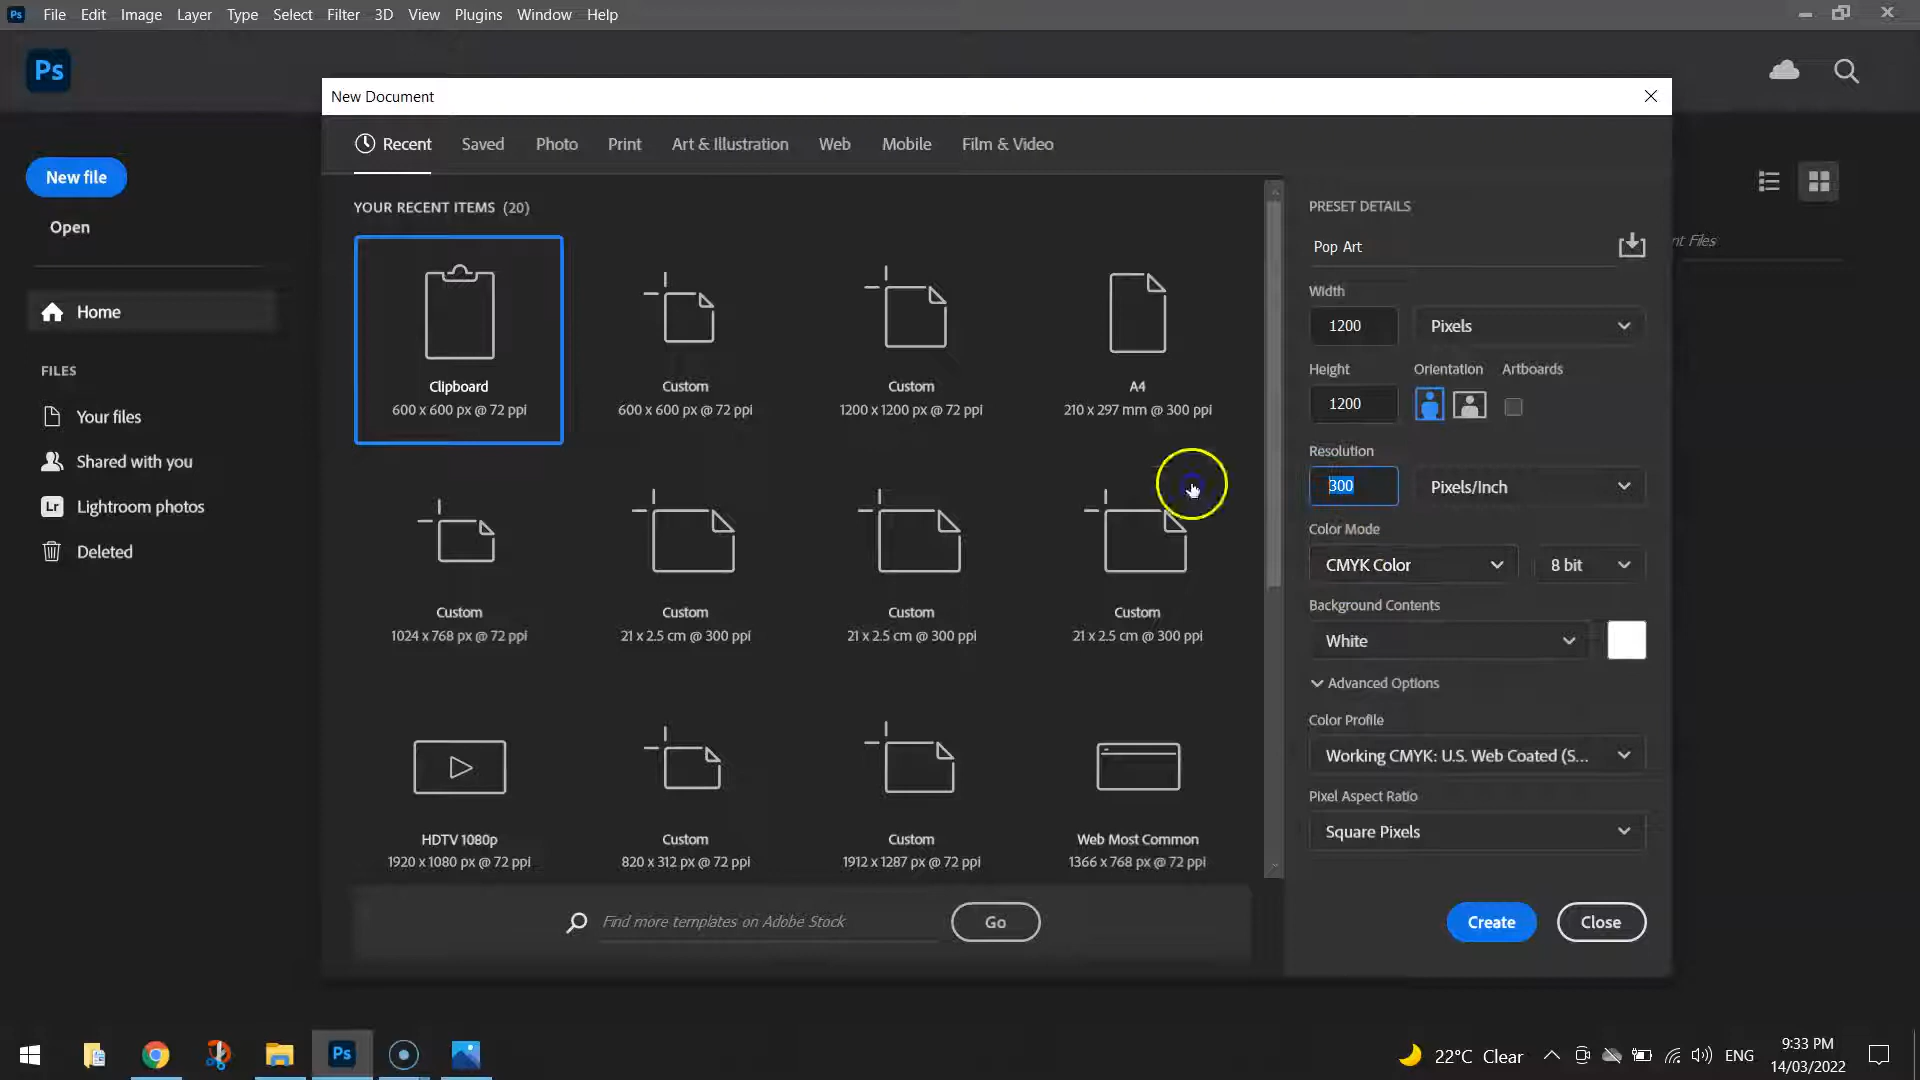 Ps File Edit Image Layer Type Select Filter 3D View Plugins Window Help
Ps
New Document
Recent Saved Photo Print Art & Illustration Web Mobile Film & Video
New file
Open
Home
FILES
Your files
Shared with you
Lr Lightroom photos
Deleted
YOUR RECENT ITEMS (20)
Clipboard
600 x 600 px @ 72 ppi
Custom
600 x 600 px @ 72 ppi
Custom
1200 x 1200 px @ 72 ppi
A4
210 x 297 mm @ 300 ppi
Custom
1024 x 768 px @ 72 ppi
Custom
21 x 2.5 cm @ 300 ppi
Custom
21 x 2.5 cm @ 300 ppi
Custom
21 x 2.5 cm @ 300 ppi
HDTV 1080p
1920 x 1080 px @ 72 ppi
Custom
820 x 312 px @ 72 ppi
Custom
1912 x 1287 px @ 72 ppi
Web Most Common
1366 x 768 px @ 72 ppi
Find more templates on Adobe Stock Go
PRESET DETAILS
Pop Art
Width
1200 Pixels
Height Orientation Artboards
1200
Resolution
300 Pixels/Inch
Color Mode
CMYK Color 8 bit
Background Contents
White
Advanced Options
Color Profile
Working CMYK: U.S. Web Coated (S...
Pixel Aspect Ratio
Square Pixels
Create Close
nt Files
Ps
22°C Clear ENG
9:33 PM
14/03/2022